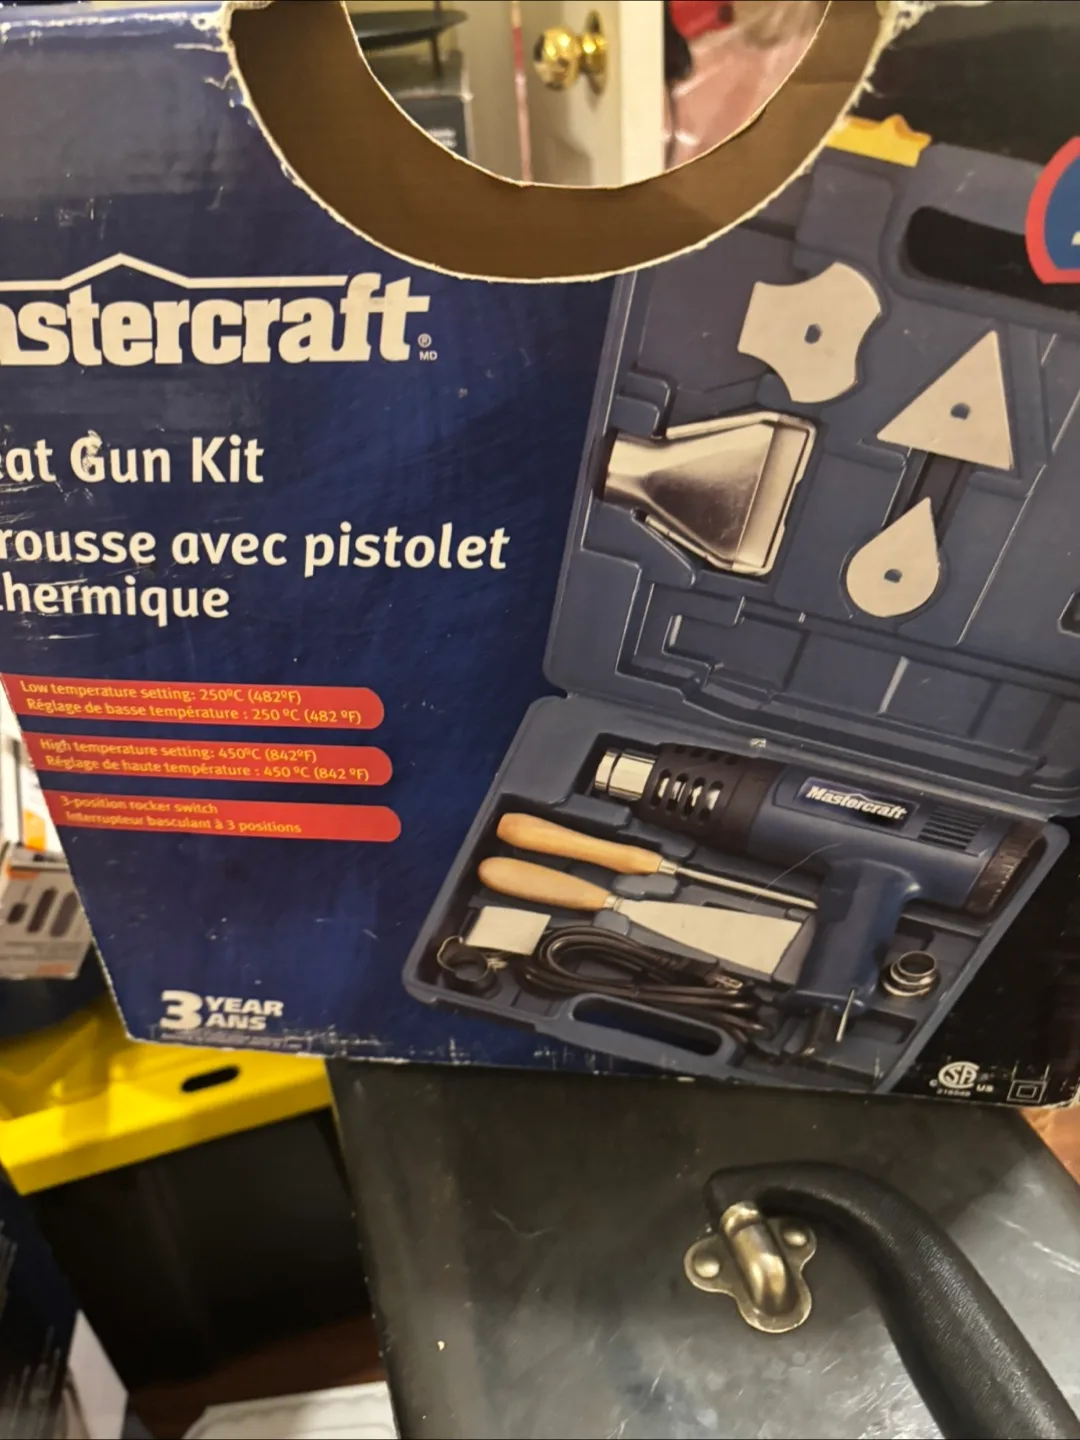 astercraft®
MD
eat Gun Kit
rousse avec pistolet
hermique
Low temperature setting: 250ºC (482ºF)
Réglage de basse température : 250 ºC (482 ºF)
High temperature setting: 450ºC (842ºF)
Réglage de haute température : 450 ºC (842 ºF)
3-position rocker switch
Interrupteur basculant à 3 positions
Mastercraft
3 YEAR
ANS
C SA US